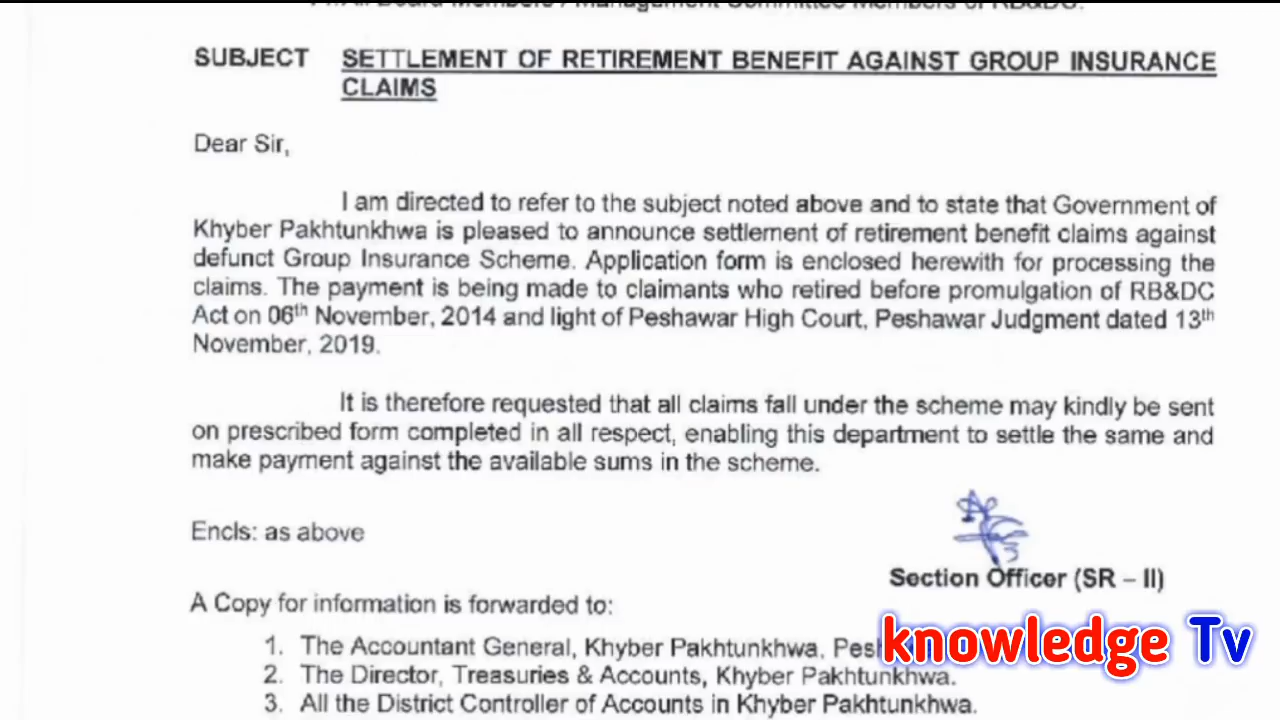 SUBJECT SETTLEMENT OF RETIREMENT BENEFIT AGAINST GROUP INSURANCE
CLAIMS
Dear Sir,
I am directed to refer to the subject noted above and to state that Government of
Khyber Pakhtunkhwa is pleased to announce settlement of retirement benefit claims against
defunct Group Insurance Scheme. Application form is enclosed herewith for processing the
claims. The payment is being made to claimants who retired before promulgation of RB&DC
Act on 06th November, 2014 and light of Peshawar High Court, Peshawar Judgment dated 13th
November, 2019.
It is therefore requested that all claims fall under the scheme may kindly be sent
on prescribed form completed in all respect, enabling this department to settle the same and
make payment against the available sums in the scheme.
Encls: as above
Section Officer (SR – II)
A Copy for information is forwarded to:
1. The Accountant General, Khyber Pakhtunkhwa,
2. The Director, Treasuries & Accounts, Khyber Pakhtunkhwa.
3. All the District Controller of Accounts in Khyber Pakhtunkhwa.
knowledge Tv